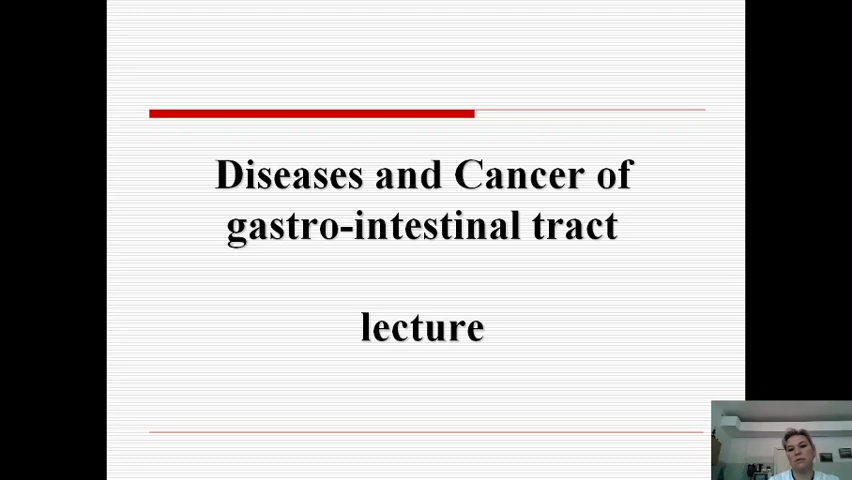 Diseases and Cancer of
gastro-intestinal tract
lecture